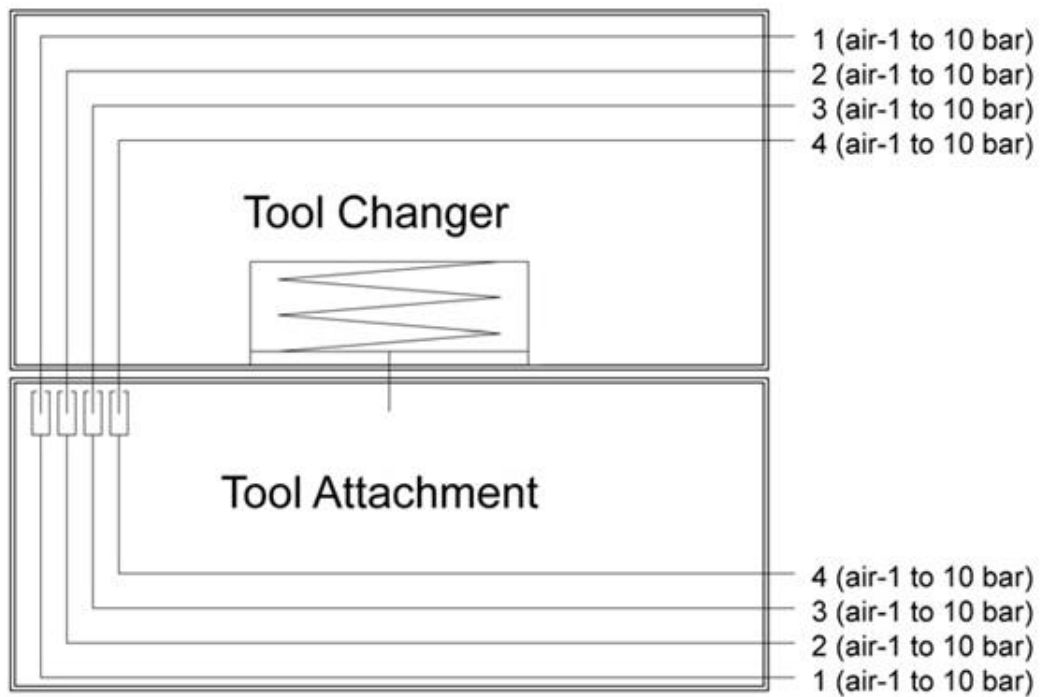 1 (air-1 to 10 bar)
2 (air-1 to 10 bar)
3 (air-1 to 10 bar)
4 (air-1 to 10 bar)
Tool Changer
Tool Attachment
4 (air-1 to 10 bar)
3 (air-1 to 10 bar)
2 (air-1 to 10 bar)
1 (air-1 to 10 bar)